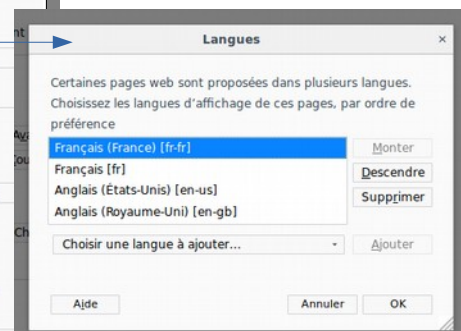 Langues
Certaines pages web sont proposées dans plusieurs langues.
Choisissez les langues d’affichage de ces pages, par ordre de
préférence
Français (France) [fr-fr]
Français [fr]
Anglais (États-Unis) [en-us]
Anglais (Royaume-Uni) [en-gb]
Monter
Descendre
Supprimer
Choisir une langue à ajouter...
Ajouter
Aide
Annuler
OK